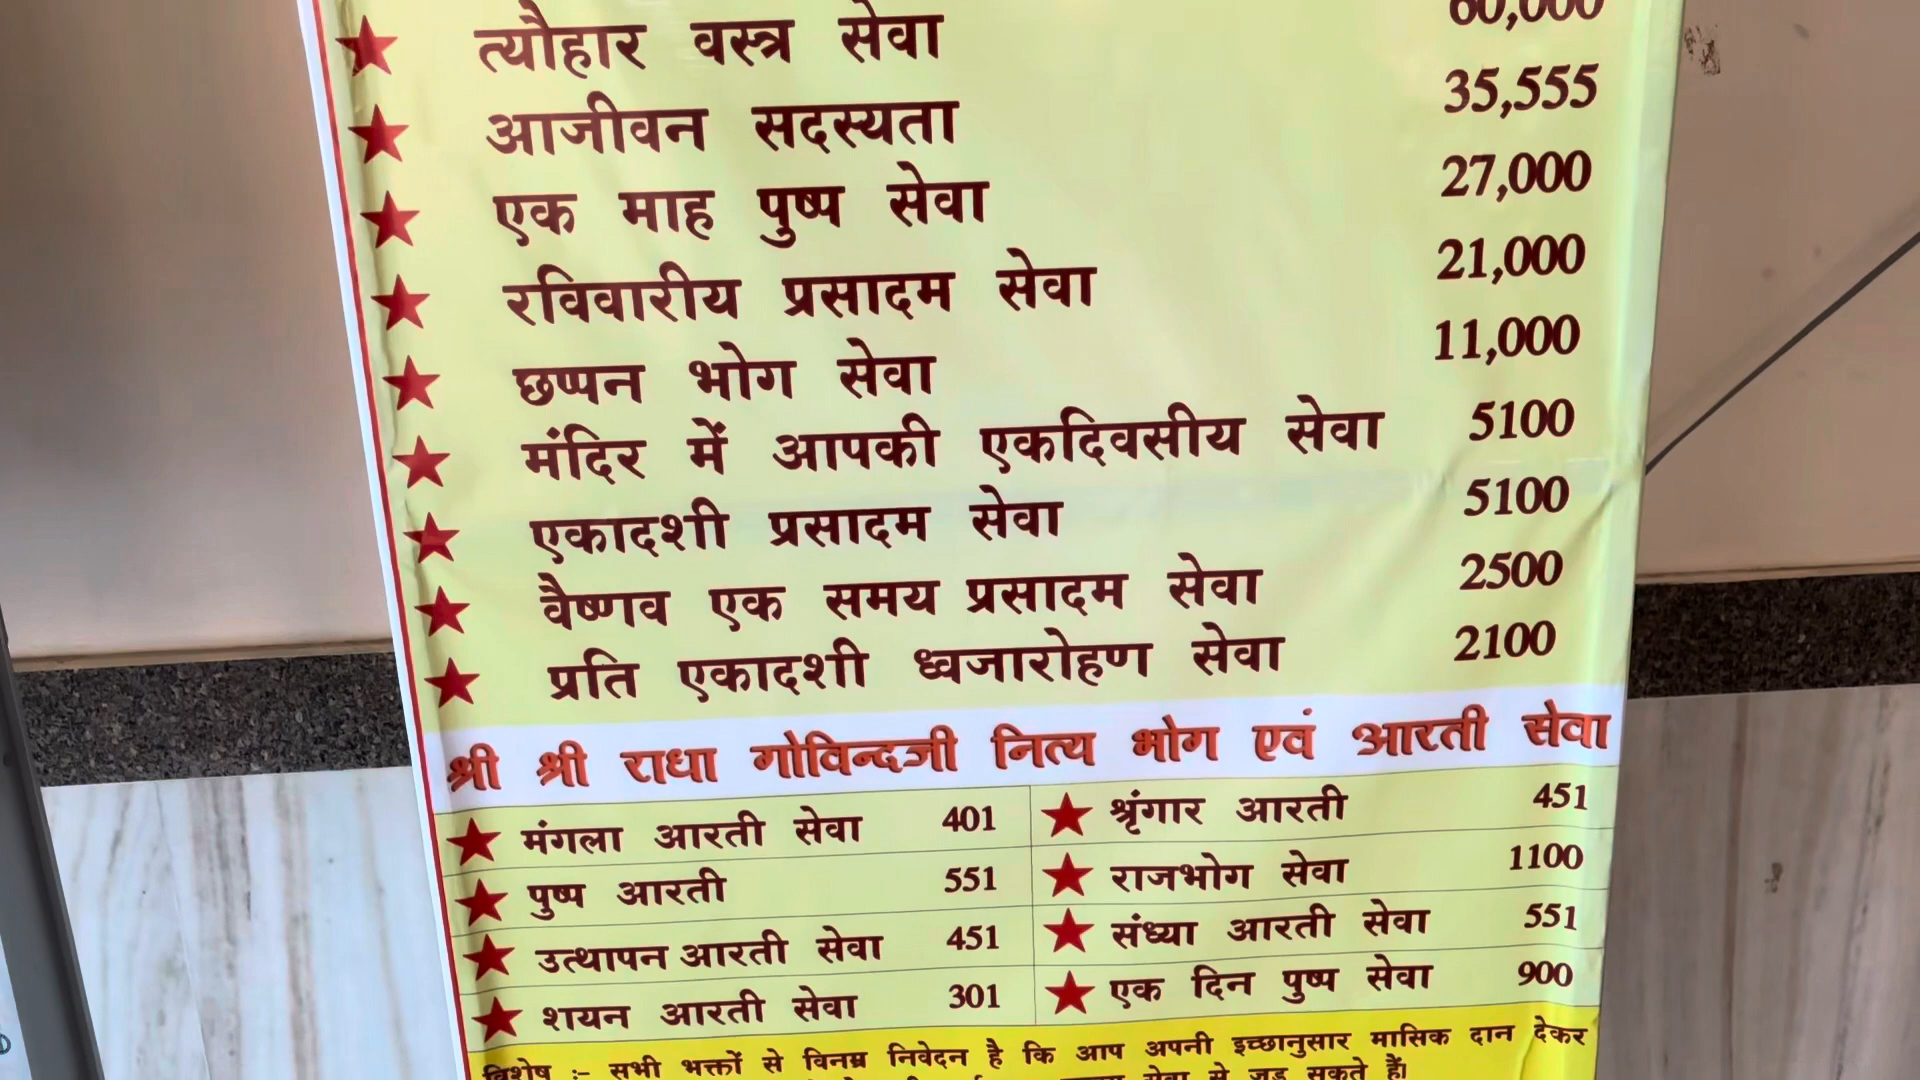 त्यौहार वस्त्र सेवा 60,000
आजीवन सदस्यता 35,555
एक माह पुष्प सेवा 27,000
रविवारीय प्रसादम सेवा 21,000
छप्पन भोग सेवा 11,000
मंदिर में आपकी एकदिवसीय सेवा 5100
एकादशी प्रसादम सेवा 5100
वैष्णव एक समय प्रसादम सेवा 2500
प्रति एकादशी ध्वजारोहण सेवा 2100
श्री श्री राधा गोविन्दजी नित्य भोग एवं आरती सेवा
मंगला आरती सेवा 401 श्रृंगार आरती 451
पुष्प आरती 551 राजभोग सेवा 1100
उत्थापन आरती सेवा 451 संध्या आरती सेवा 551
शयन आरती सेवा 301 एक दिन पुष्प सेवा 900
विशेष :- सभी भक्तों से विनम्र निवेदन है कि आप अपनी इच्छानुसार मासिक दान देकर
सेवा से जुड़ सकते हैं।